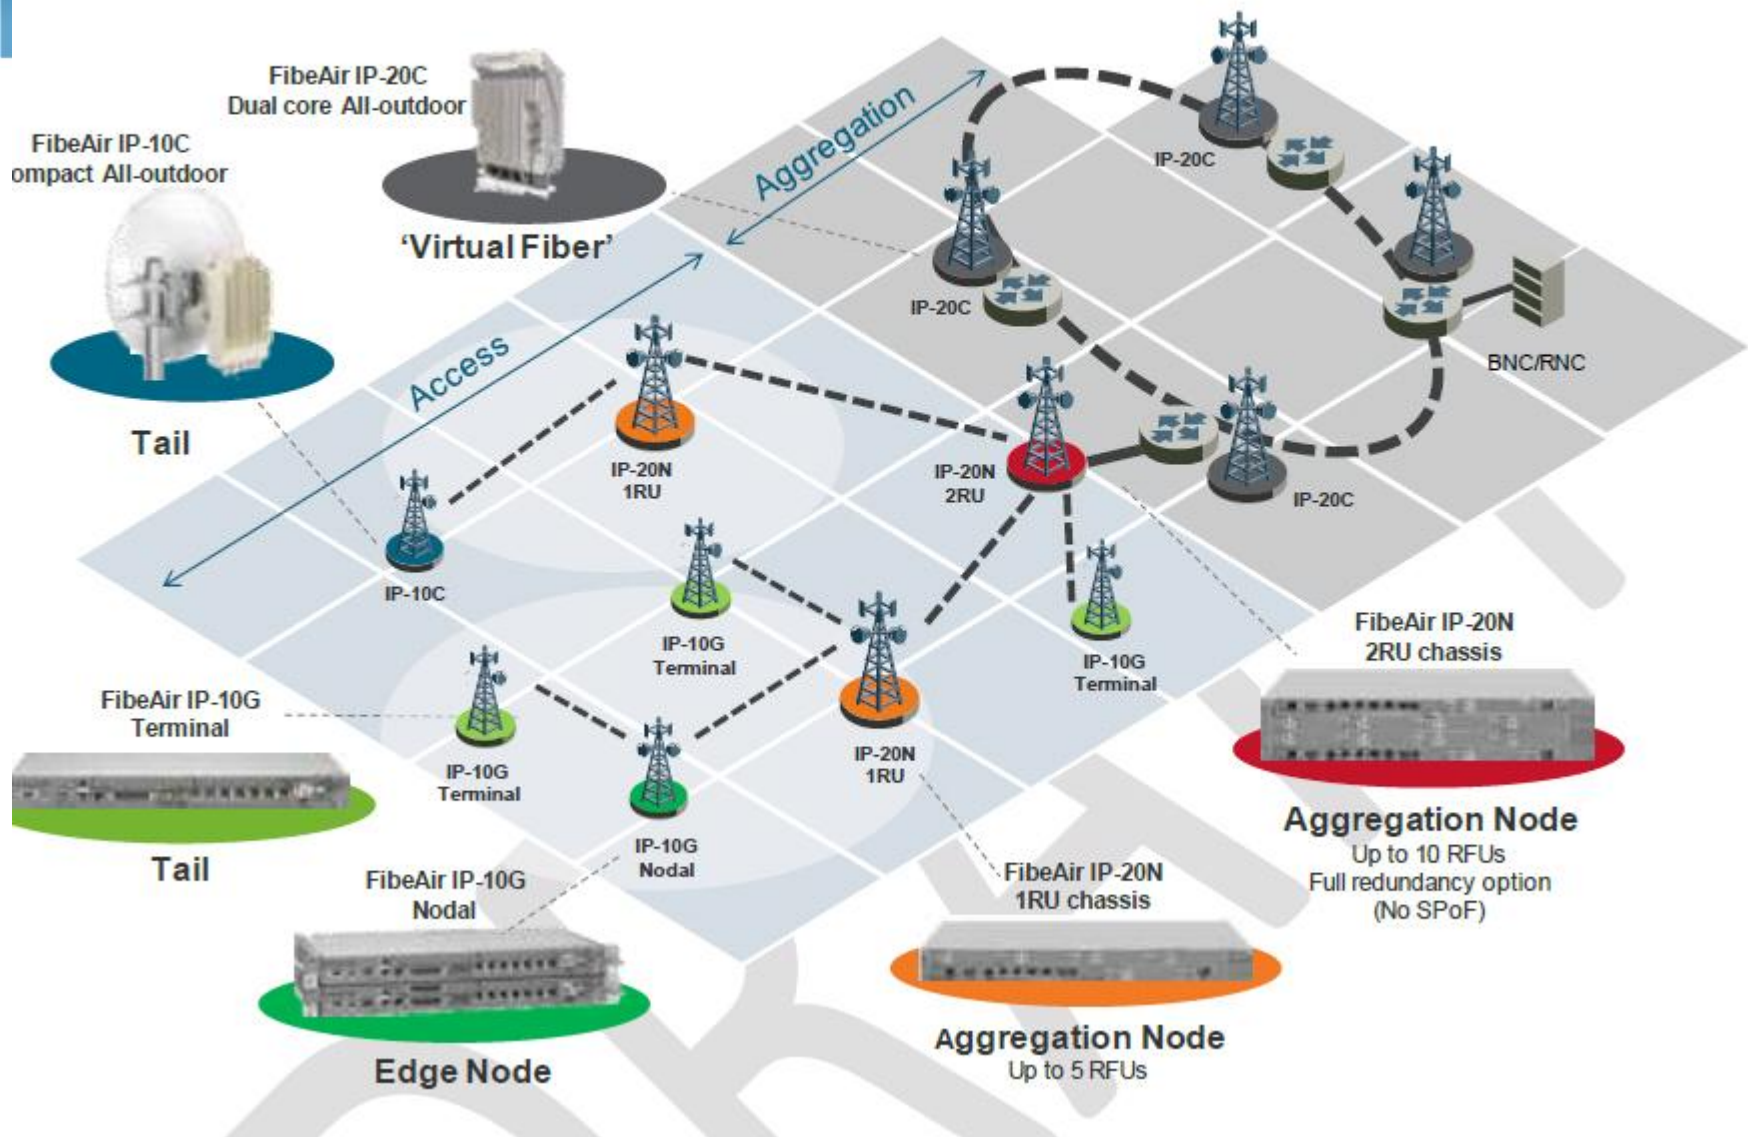 FibeAir IP-20C
Dual core All-outdoor
FibeAir IP-10C
ompact All-outdoor
'Virtual Fiber'
Aggregation
Access
Tail
IP-20C
IP-20C
BNC/RNC
IP-20N
1RU
IP-20N
2RU
IP-20C
IP-10C
IP-10G
Terminal
IP-10G
Terminal
FibeAir IP-20N
2RU chassis
FibeAir IP-10G
Terminal
IP-10G
Terminal
IP-20N
1RU
Tail
IP-10G
Nodal
Aggregation Node
Up to 10 RFUs
Full redundancy option
(No SPoF)
FibeAir IP-10G
Nodal
FibeAir IP-20N
1RU chassis
Edge Node
Aggregation Node
Up to 5 RFUs